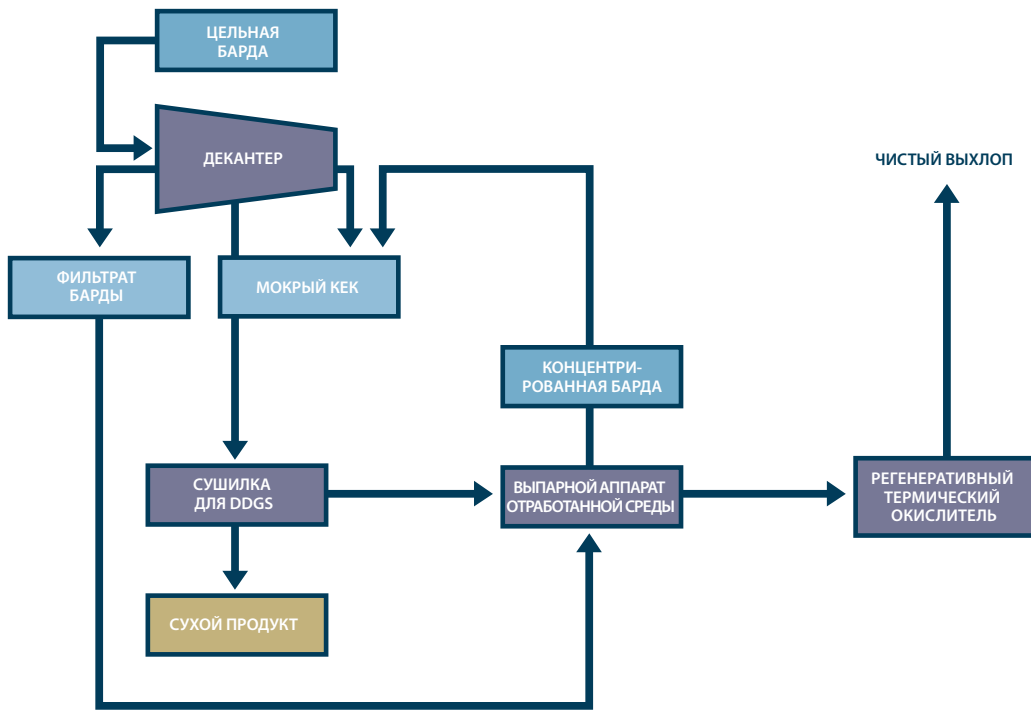 ЦЕЛЬНАЯ
БАРДА
ДЕКАНТЕР
ЧИСТЫЙ ВЫХЛОП
ФИЛЬТРАТ
БАРДЫ
МОКРЫЙ КЕК
КОНЦЕНТРИ-
РОВАННАЯ БАРДА
СУШИЛКА
ДЛЯ DDGS
ВЫПАРНОЙ АППАРАТ
ОТРАБОТАННОЙ СРЕДЫ
РЕГЕНЕРАТИВНЫЙ
ТЕРМИЧЕСКИЙ
ОКИСЛИТЕЛЬ
СУХОЙ ПРОДУКТ